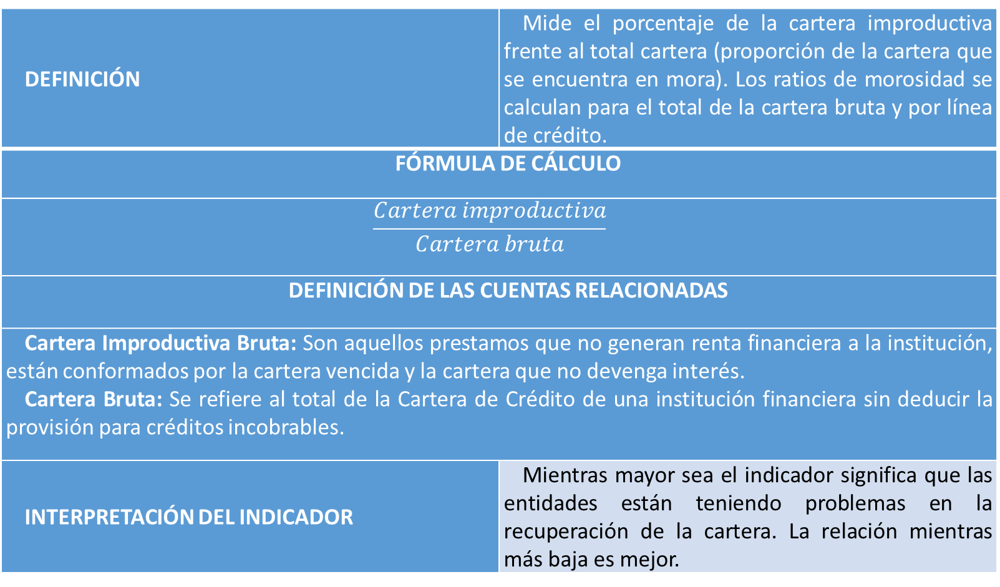 DEFINICIÓN
Mide el porcentaje de la cartera improductiva
frente al total cartera (proporción de la cartera que
se encuentra en mora). Los ratios de morosidad se
calculan para el total de la cartera bruta y por línea
de crédito.
FÓRMULA DE CÁLCULO
Cartera improductiva
Cartera bruta
DEFINICIÓN DE LAS CUENTAS RELACIONADAS
Cartera Improductiva Bruta: Son aquellos prestamos que no generan renta financiera a la institución,
están conformados por la cartera vencida y la cartera que no devenga interés.
Cartera Bruta: Se refiere al total de la Cartera de Crédito de una institución financiera sin deducir la
provisión para créditos incobrables.
INTERPRETACIÓN DEL INDICADOR
Mientras mayor sea el indicador significa que las
entidades están teniendo problemas en la
recuperación de la cartera. La relación mientras
más baja es mejor.